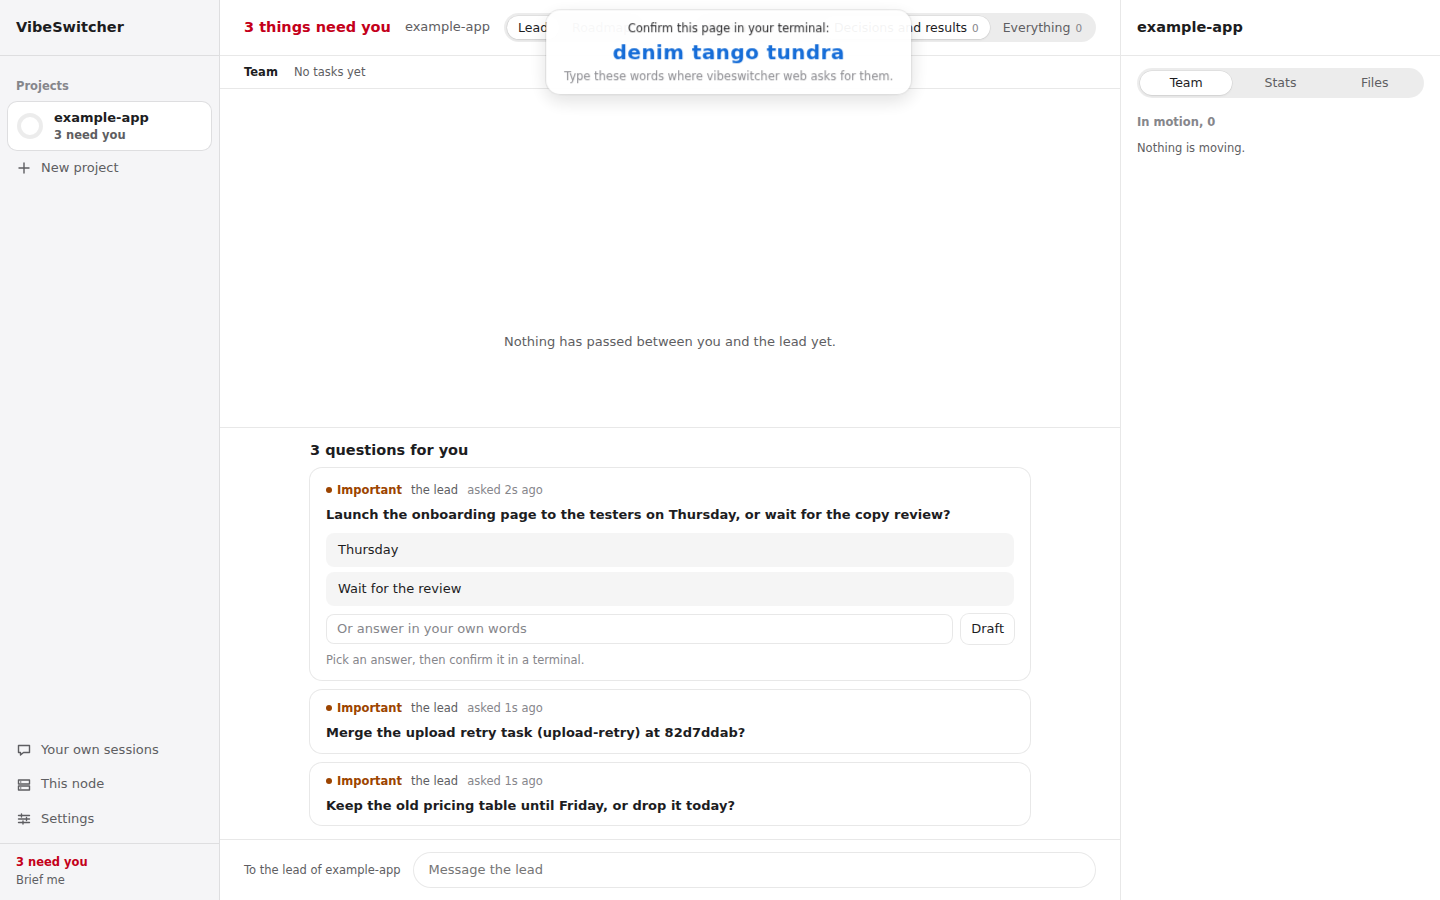 VibeSwitcher
Projects
example-app
3 need you
New project
Your own sessions
This node
Settings
3 need you
Brief me
3 things need you
example-app
Lead
Decisions and results 0
Everything 0
Confirm this page in your terminal:
denim tango tundra
Type these words where vibeswitcher web asks for them.
Team
No tasks yet
Nothing has passed between you and the lead yet.
3 questions for you
Important the lead asked 2s ago
Launch the onboarding page to the testers on Thursday, or wait for the copy review?
Thursday
Wait for the review
Or answer in your own words
Draft
Pick an answer, then confirm it in a terminal.
Important the lead asked 1s ago
Merge the upload retry task (upload-retry) at 82d7ddab?
Important the lead asked 1s ago
Keep the old pricing table until Friday, or drop it today?
To the lead of example-app
Message the lead
example-app
Team
Stats
Files
In motion, 0
Nothing is moving.